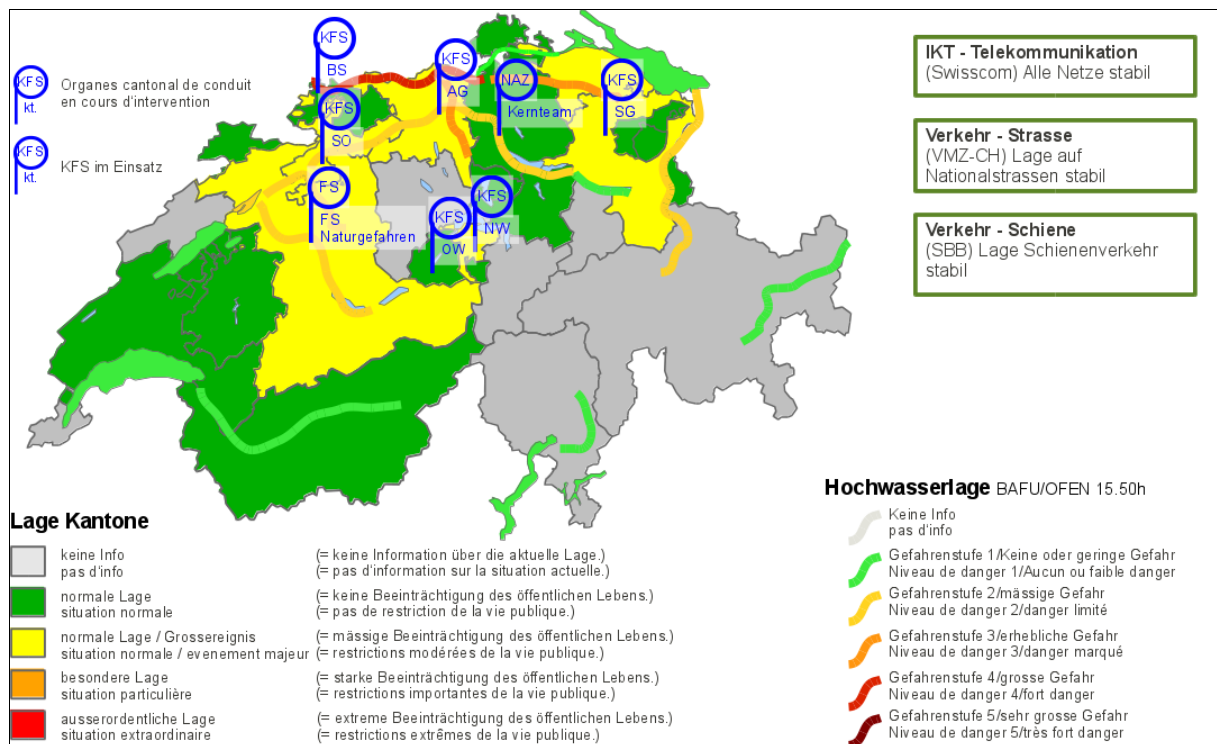 KFS
BS
KFS
kt.
Organes cantonal de conduit
en cours d'intervention
KFS
AG
NAZ
Kernteam
KFS
SG
KFS
SO
KFS
kt.
KFS im Einsatz
FS
FS
Naturgefahren
KFS
NW
KFS
OW
IKT - Telekommunikation
(Swisscom) Alle Netze stabil
Verkehr - Strasse
(VMZ-CH) Lage auf
Nationalstrassen stabil
Verkehr - Schiene
(SBB) Lage Schienenverkehr
stabil
Lage Kantone
keine Info (= keine Information über die aktuelle Lage.)
pas d'info (= pas d'information sur la situation actuelle.)
normale Lage (= keine Beeinträchtigung des öffentlichen Lebens.)
situation normale (= pas de restriction de la vie publique.)
normale Lage / Grossereignis (= mässige Beeinträchtigung des öffentlichen Lebens.)
situation normale / evenement majeur (= restrictions modérées de la vie publique.)
besondere Lage (= starke Beeinträchtigung des öffentlichen Lebens.)
situation particulière (= restrictions importantes de la vie publique.)
ausserordentliche Lage (= extreme Beeinträchtigung des öffentlichen Lebens.)
situation extraordinaire (= restrictions extrêmes de la vie publique.)
Hochwasserlage BAFU/OFEN 15.50h
Keine Info
pas d'info
Gefahrenstufe 1/Keine oder geringe Gefahr
Niveau de danger 1/Aucun ou faible danger
Gefahrenstufe 2/mässige Gefahr
Niveau de danger 2/danger limité
Gefahrenstufe 3/erhebliche Gefahr
Niveau de danger 3/danger marqué
Gefahrenstufe 4/grosse Gefahr
Niveau de danger 4/fort danger
Gefahrenstufe 5/sehr grosse Gefahr
Niveau de danger 5/très fort danger